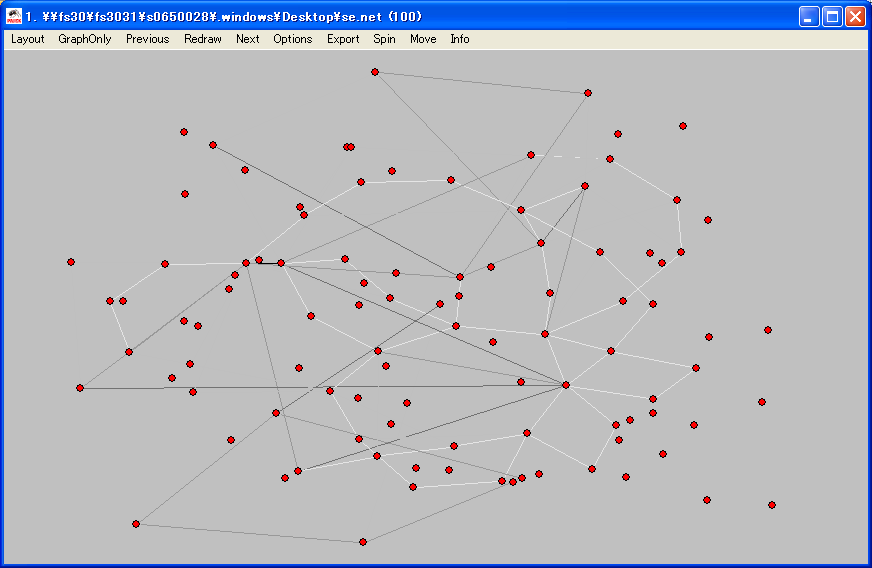 1. ¥¥fs30¥fs3031¥s0650028¥.windows¥Desktop¥se.net (100)
Layout GraphOnly Previous Redraw Next Options Export Spin Move Info